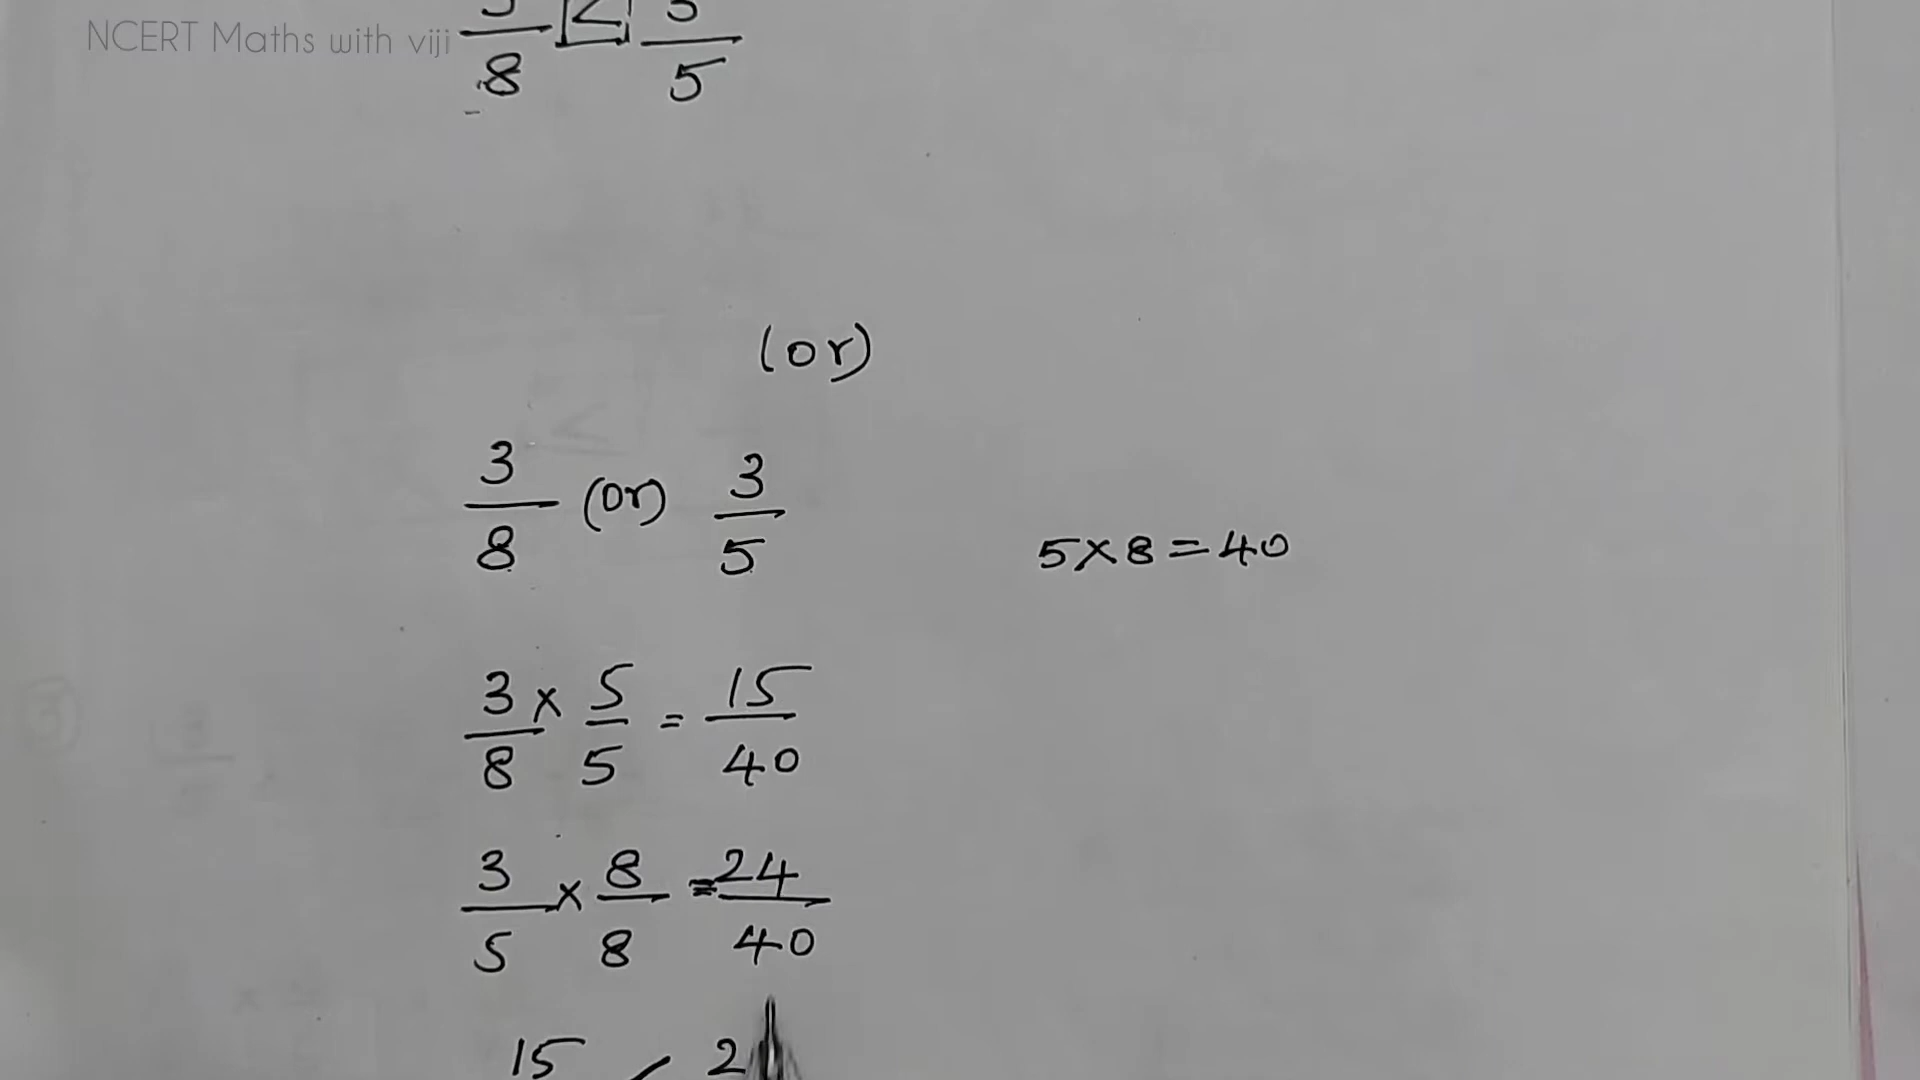 NCERT Maths with viji
3/8 < 3/5
(or)
3/8 (or) 3/5
5×8=40
3/8 × 5/5 = 15/40
3/5 × 8/8 = 24/40
15 < 2